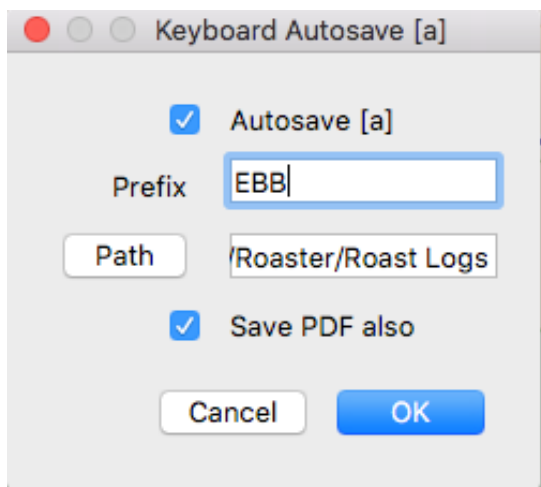 Keyboard Autosave [a]
Autosave [a]
Prefix EBB
Path /Roaster/Roast Logs
Save PDF also
Cancel OK